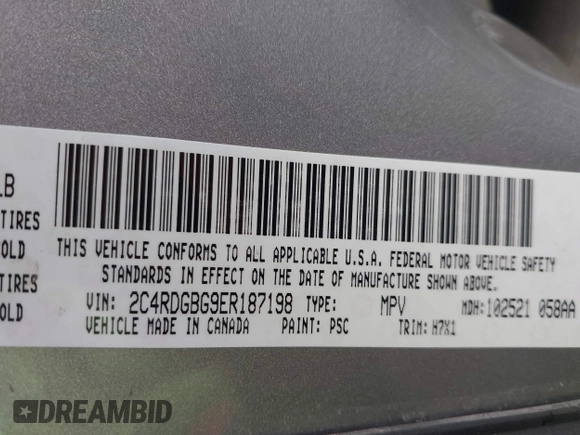 LB
TIRES
COLD
TIRES
COLD
THIS VEHICLE CONFORMS TO ALL APPLICABLE U.S.A. FEDERAL MOTOR VEHICLE SAFETY
STANDARDS IN EFFECT ON THE DATE OF MANUFACTURE SHOWN ABOVE.
VIN: 2C4RDGBG9ER187198 TYPE: MPV MDH:102521 058AA
VEHICLE MADE IN CANADA PAINT: PSC TRIM: H7X1
DREAMBID